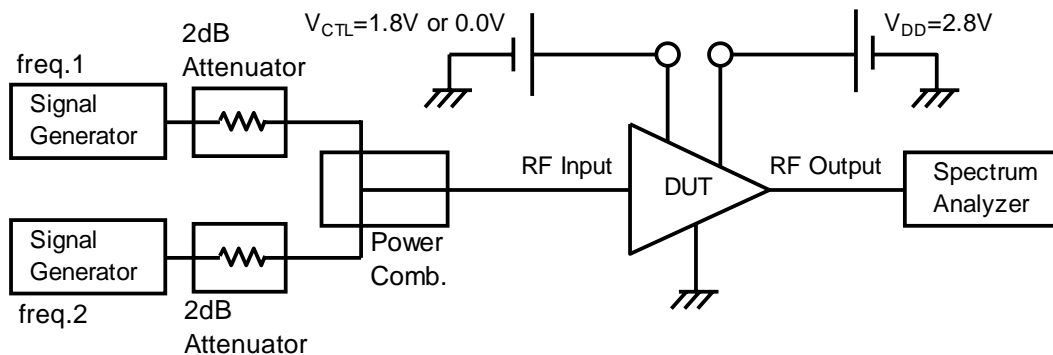 V_CTL=1.8V or 0.0V
V_DD=2.8V
2dB
Attenuator
freq.1
Signal
Generator
RF Input
DUT
RF Output
Spectrum
Analyzer
Power
Comb.
Signal
Generator
freq.2
2dB
Attenuator